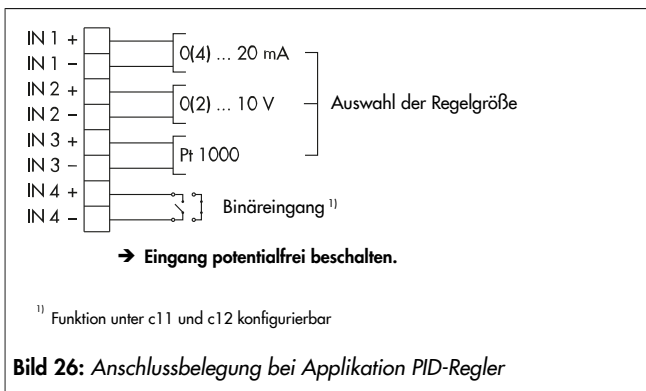 IN 1 +
IN 1 –
0(4) ... 20 mA
IN 2 +
IN 2 –
0(2) ... 10 V
Auswahl der Regelgröße
IN 3 +
IN 3 –
Pt 1000
IN 4 +
IN 4 –
Binäreingang 1)
➔ Eingang potentialfrei beschalten.
1) Funktion unter c11 und c12 konfigurierbar
Bild 26: Anschlussbelegung bei Applikation PID-Regler